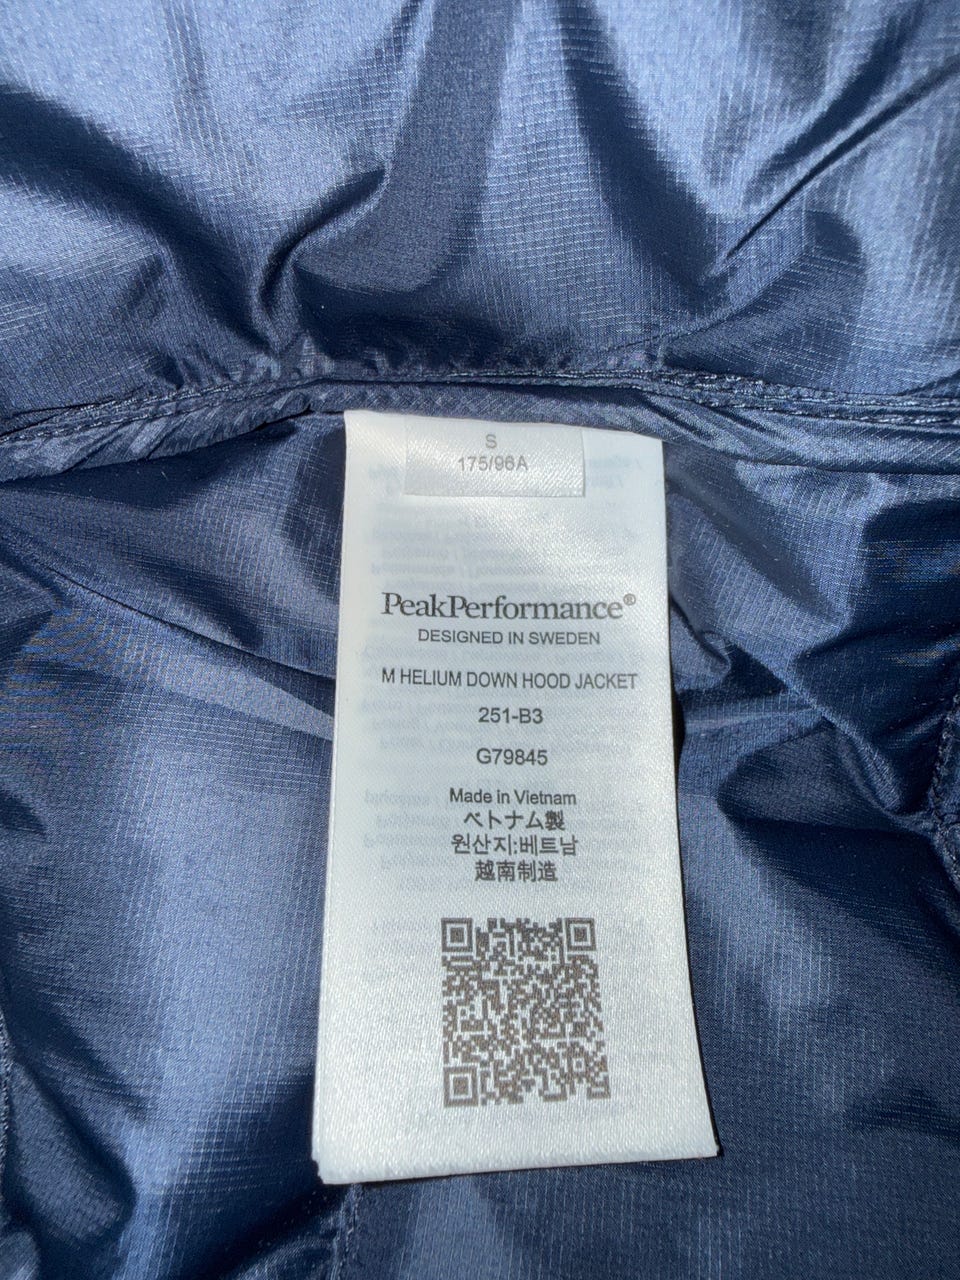 S
175/96A
PeakPerformance®
DESIGNED IN SWEDEN
M HELIUM DOWN HOOD JACKET
251-B3
G79845
Made in Vietnam
ベトナム製
원산지:베트남
越南制造